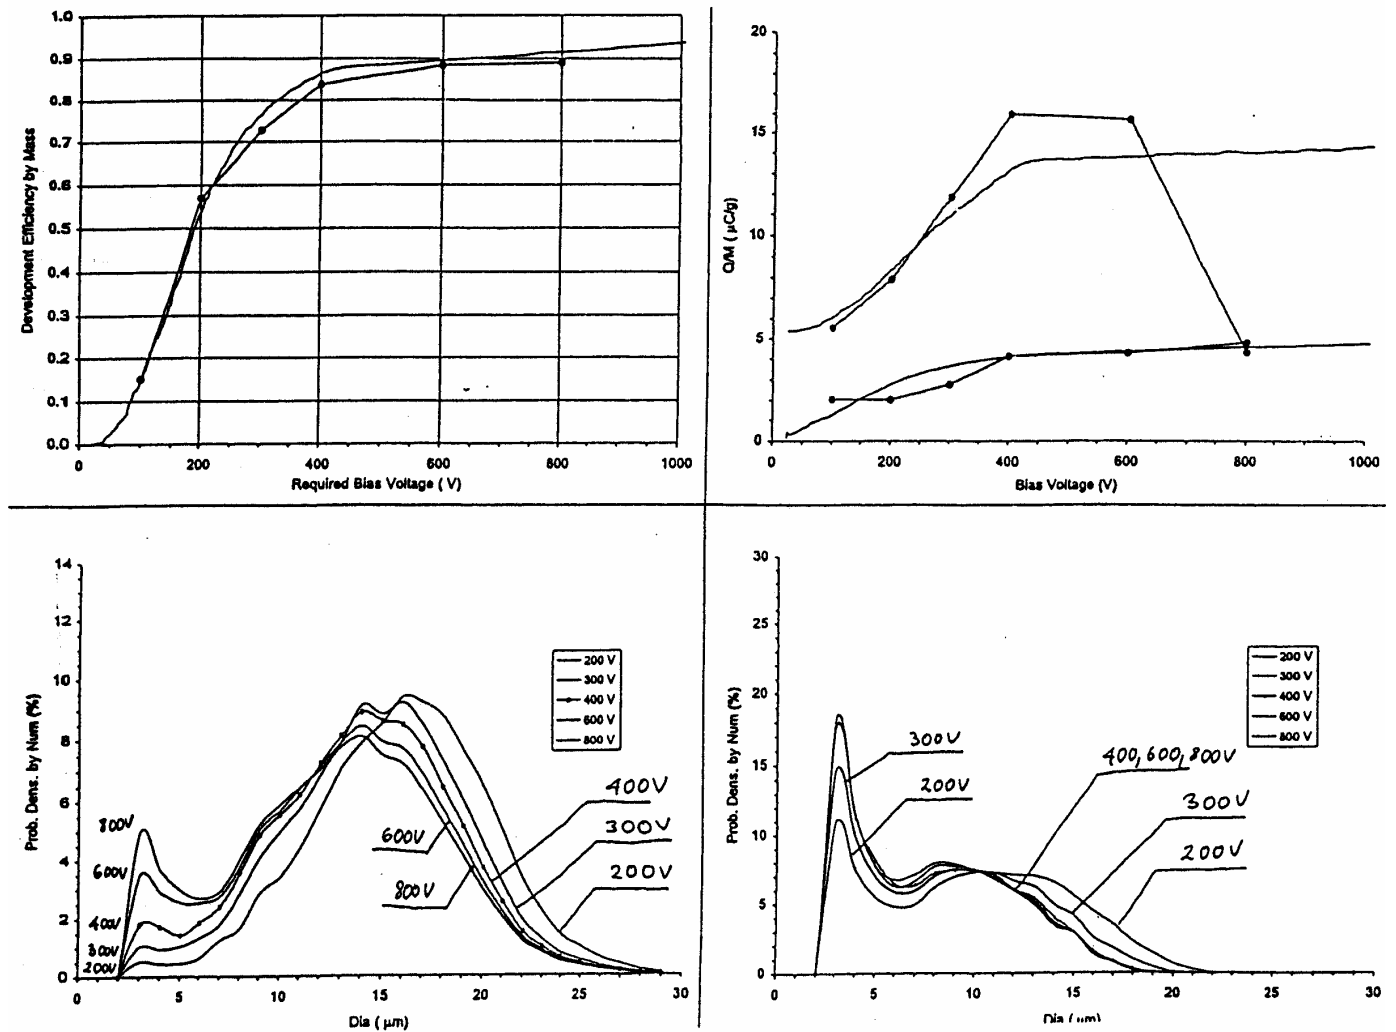 1.0
0.9
0.8
0.7
0.6
0.5
0.4
0.3
0.2
0.1
0.0
Development Efficiency by Mass
0 200 400 600 800 1000
Required Bias Voltage ( V)
20
15
10
5
0
Q/M ( µC/g)
0 200 400 600 800 1000
Bias Voltage (V)
14
12
10
8
6
4
2
0
Prob. Dens. by Num (%)
200 V
300 V
400 V
600 V
800 V
800V
600V
400V
300V
200V
400V
300V
200V
600V
800V
0 5 10 15 20 25 30
Dia ( µm)
30
25
20
15
10
5
0
Prob. Dens. by Num (%)
200 V
300 V
400 V
600 V
800 V
300V
200V
400,600,800V
300V
200V
0 5 10 15 20 25 30
Dia ( µm)